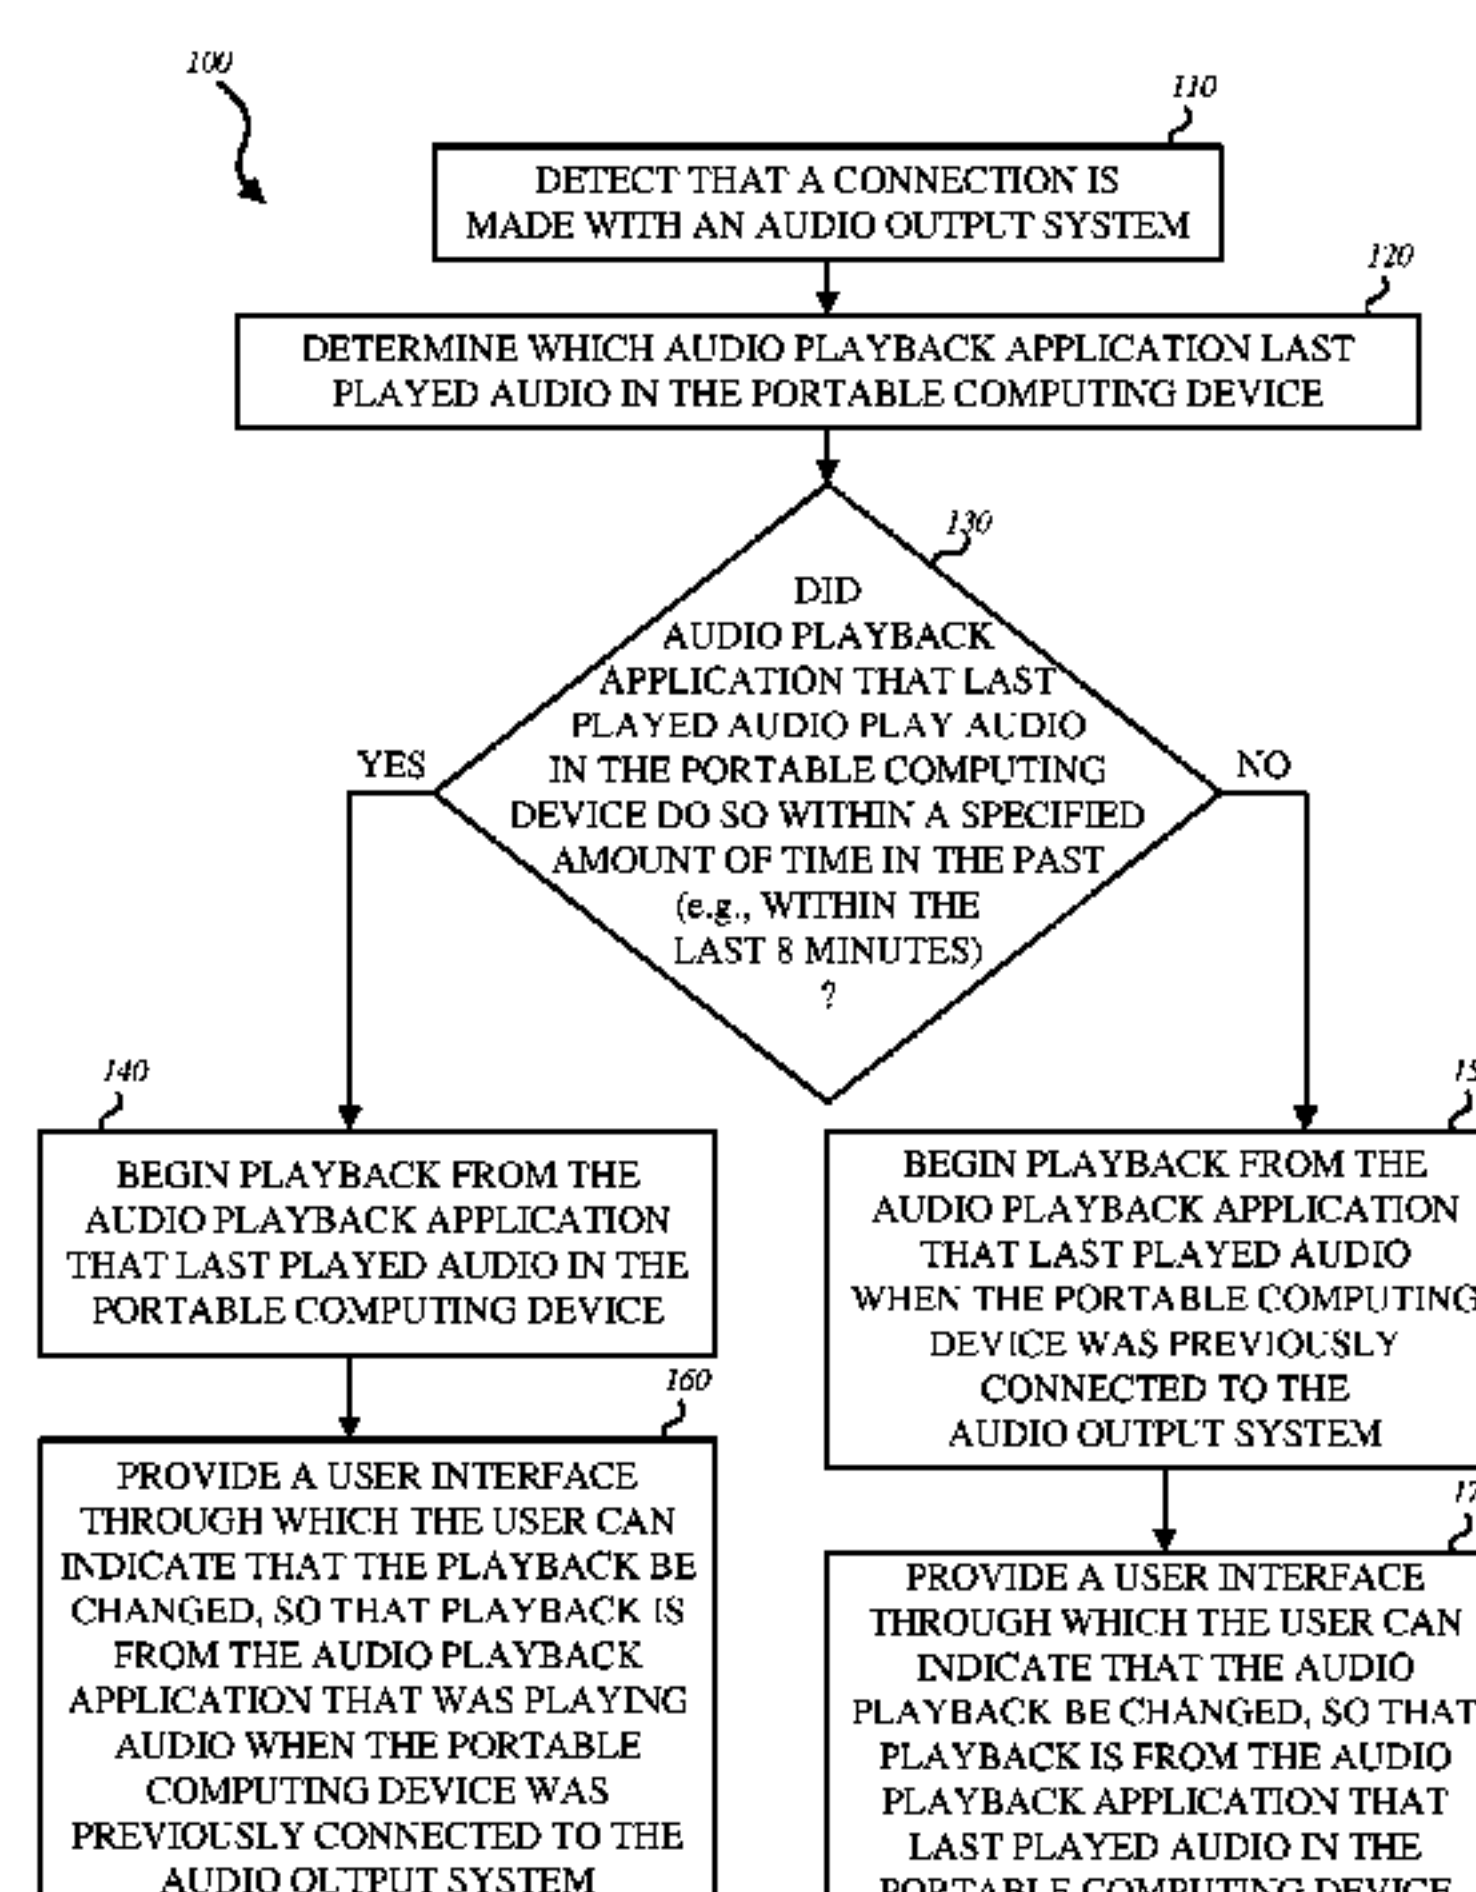 100
110
DETECT THAT A CONNECTION IS
MADE WITH AN AUDIO OUTPUT SYSTEM
120
DETERMINE WHICH AUDIO PLAYBACK APPLICATION LAST
PLAYED AUDIO IN THE PORTABLE COMPUTING DEVICE
130
DID
AUDIO PLAYBACK
APPLICATION THAT LAST
PLAYED AUDIO PLAY AUDIO
IN THE PORTABLE COMPUTING
DEVICE DO SO WITHIN A SPECIFIED
AMOUNT OF TIME IN THE PAST
(e.g., WITHIN THE
LAST 8 MINUTES)
?
YES
NO
140
BEGIN PLAYBACK FROM THE
AUDIO PLAYBACK APPLICATION
THAT LAST PLAYED AUDIO IN THE
PORTABLE COMPUTING DEVICE
BEGIN PLAYBACK FROM THE
AUDIO PLAYBACK APPLICATION
THAT LAST PLAYED AUDIO
WHEN THE PORTABLE COMPUTING
DEVICE WAS PREVIOUSLY
CONNECTED TO THE
AUDIO OUTPUT SYSTEM
160
PROVIDE A USER INTERFACE
THROUGH WHICH THE USER CAN
INDICATE THAT THE PLAYBACK BE
CHANGED, SO THAT PLAYBACK IS
FROM THE AUDIO PLAYBACK
APPLICATION THAT WAS PLAYING
AUDIO WHEN THE PORTABLE
COMPUTING DEVICE WAS
PREVIOUSLY CONNECTED TO THE
AUDIO OUTPUT SYSTEM
PROVIDE A USER INTERFACE
THROUGH WHICH THE USER CAN
INDICATE THAT THE AUDIO
PLAYBACK BE CHANGED, SO THAT
PLAYBACK IS FROM THE AUDIO
PLAYBACK APPLICATION THAT
LAST PLAYED AUDIO IN THE
PORTABLE COMPUTING DEVICE